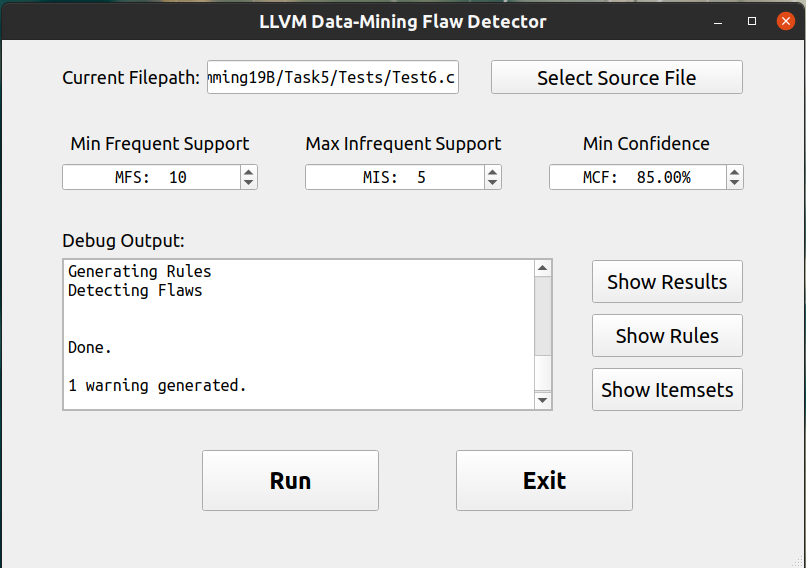 LLVM Data-Mining Flaw Detector
Current Filepath: mming19B/Task5/Tests/Test6.c Select Source File
Min Frequent Support Max Infrequent Support Min Confidence
MFS: 10 MIS: 5 MCF: 85.00%
Debug Output:
Generating Rules
Detecting Flaws
Show Results
Show Rules
Done.
1 warning generated.
Show Itemsets
Run Exit